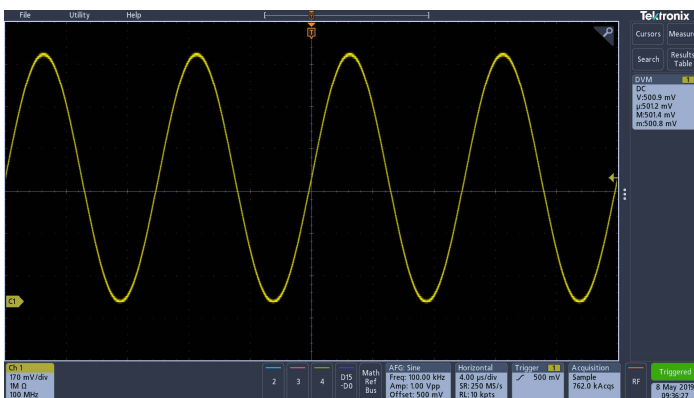 File Utility Help
Tektronix
Cursors Measure
Search Results Table
DVM 1
DC
V:500.9 mV
µ:501.2 mV
M:501.4 mV
m:500.8 mV
T
C1
Ch 1
170 mV/div
1M Ω
100 MHz
2
3
4
D15
-D0
Math
Ref
Bus
AFG: Sine
Freq: 100.00 kHz
Amp: 1.00 Vpp
Offset: 500 mV
Horizontal
4.00 µs/div
SR: 250 MS/s
RL: 10 kpts
Trigger 1
500 mV
Acquisition
Sample
762.0 kAcqs
RF
Triggered
8 May 2019
09:36:27